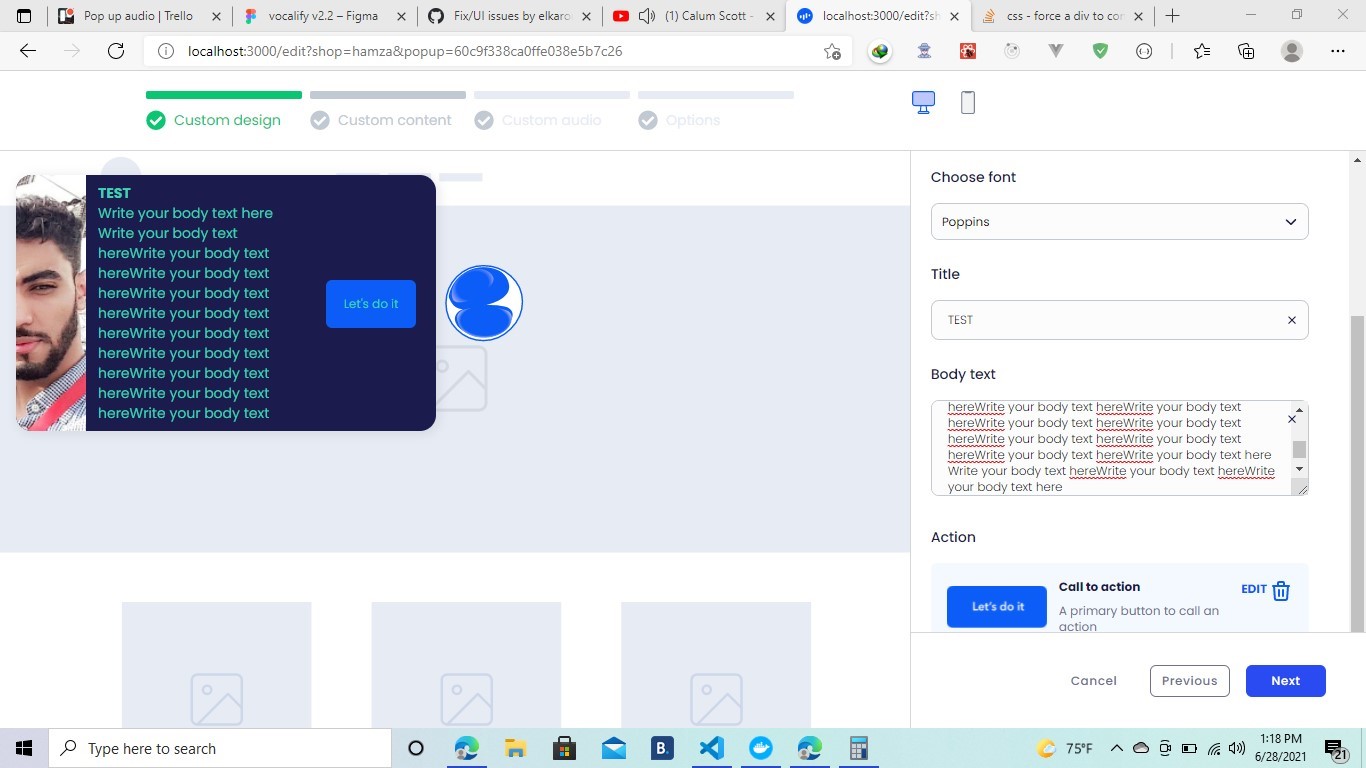 Pop up audio | Trello
vocalify v2.2 – Figma
Fix/UI issues by elkaro
(1) Calum Scott -
localhost:3000/edit?sh
css - force a div to con
localhost:3000/edit?shop=hamza&popup=60c9f338ca0ffe038e5b7c26
Custom design
Custom content
Custom audio
Options
TEST
Write your body text here
Write your body text
hereWrite your body text
hereWrite your body text
hereWrite your body text
hereWrite your body text
hereWrite your body text
hereWrite your body text
hereWrite your body text
hereWrite your body text
hereWrite your body text
Let's do it
Choose font
Poppins
Title
TEST
Body text
hereWrite your body text hereWrite your body text
hereWrite your body text hereWrite your body text
hereWrite your body text hereWrite your body text
hereWrite your body text hereWrite your body text here
Write your body text hereWrite your body text hereWrite
your body text here
Action
Let's do it
Call to action
EDIT
A primary button to call an
action
Cancel
Previous
Next
Type here to search
B.
75°F
1:18 PM
6/28/2021
21